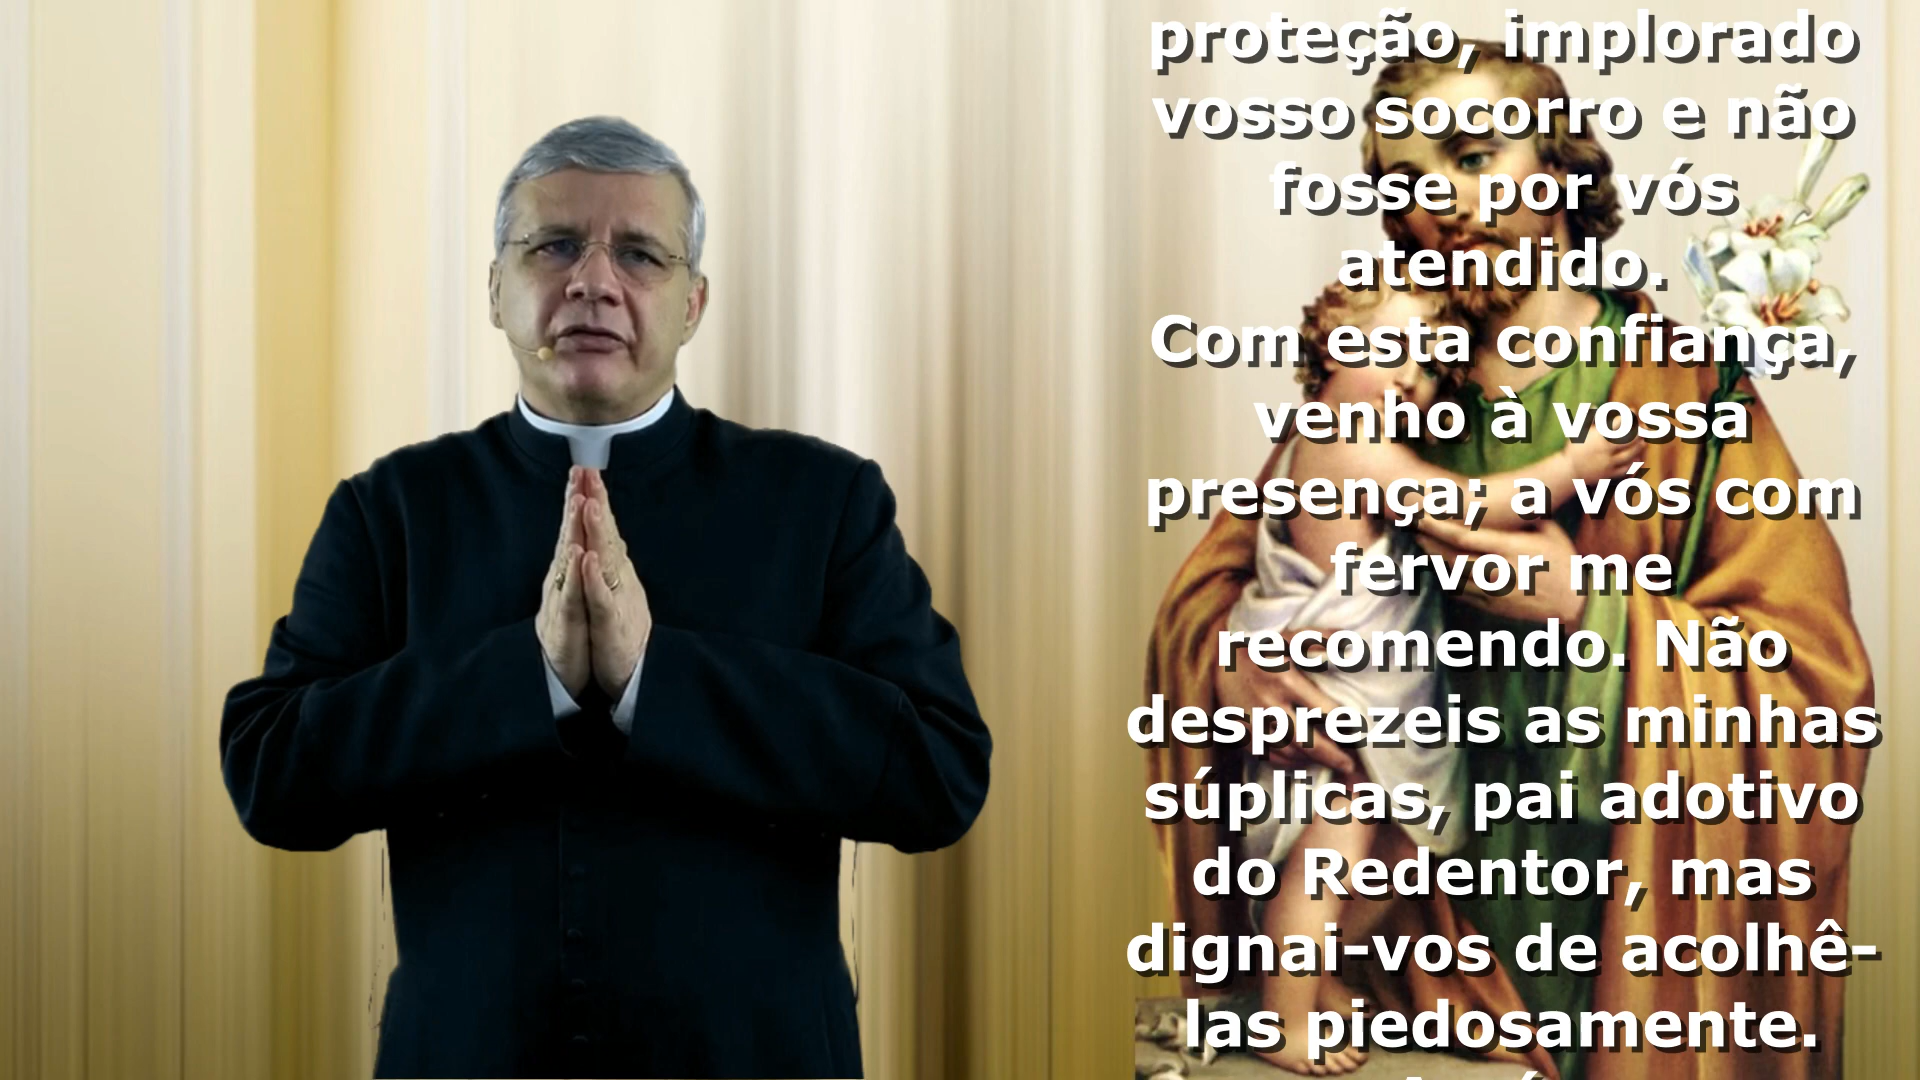 proteção, implorado
vosso socorro e não
fosse por vós
atendido.
Com esta confiança,
venho à vossa
presença; a vós com
fervor me
recomendo. Não
desprezeis as minhas
súplicas, pai adotivo
do Redentor, mas
dignai-vos de acolhê-
las piedosamente.